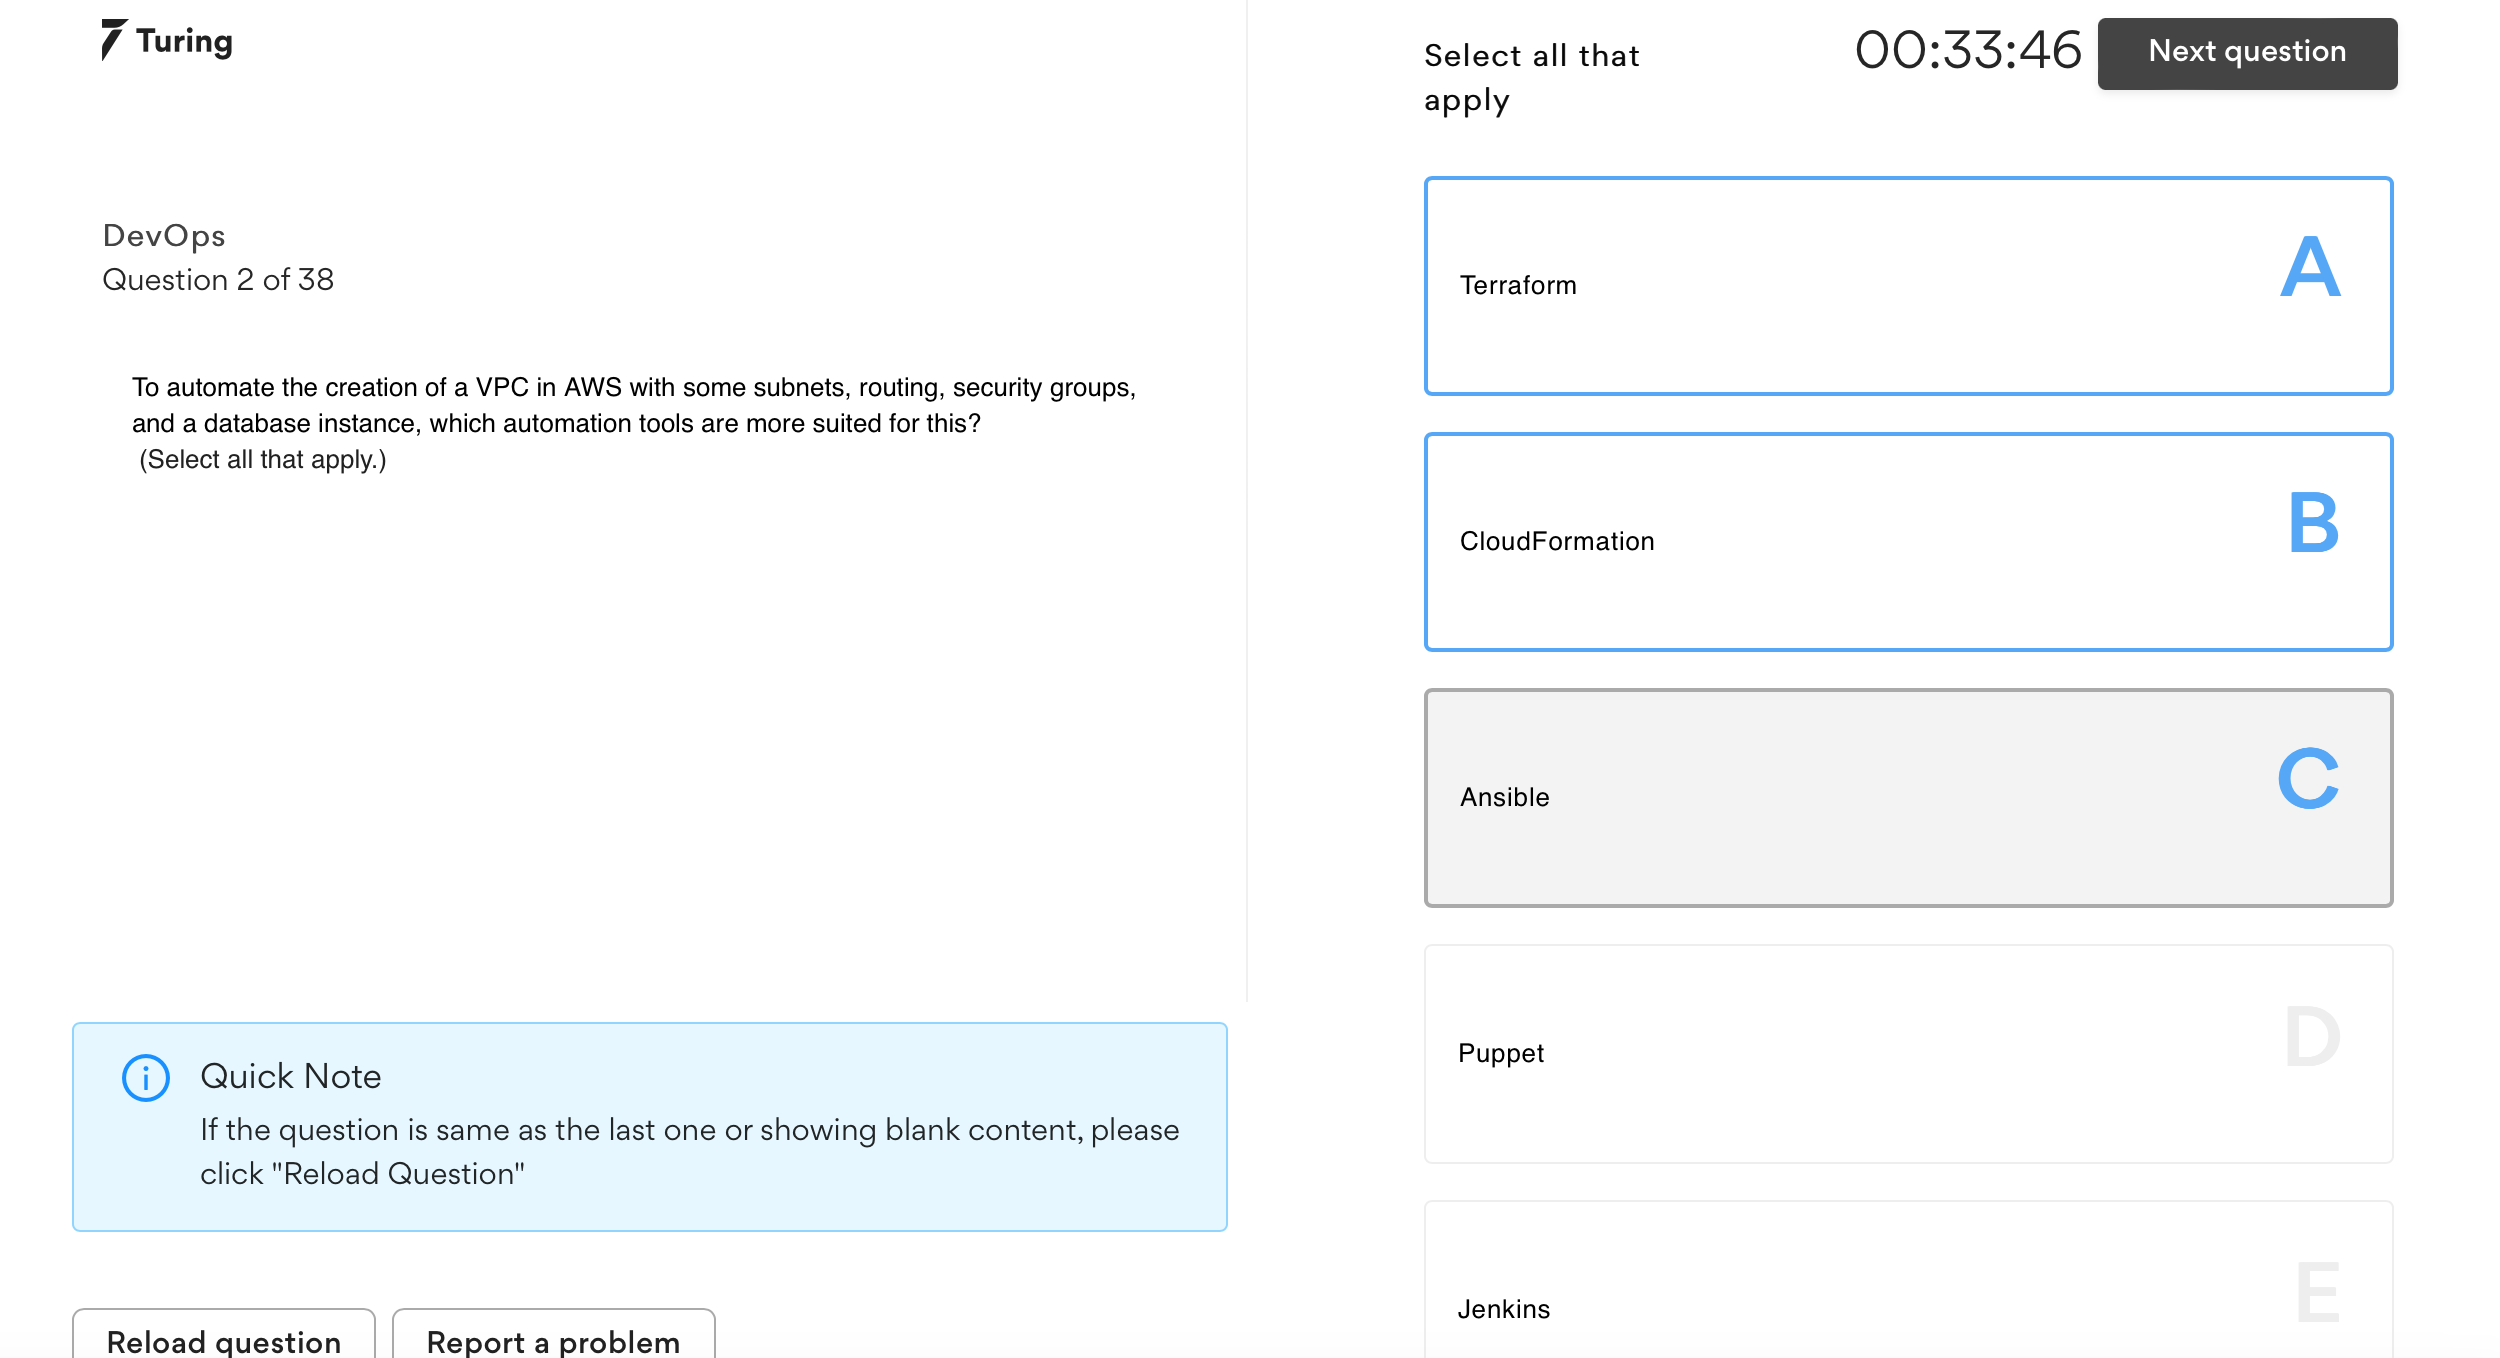 Turing
DevOps
Question 2 of 38
To automate the creation of a VPC in AWS with some subnets, routing, security groups,
and a database instance, which automation tools are more suited for this?
(Select all that apply.)
Quick Note
If the question is same as the last one or showing blank content, please
click "Reload Question"
Reload question
Report a problem
Select all that
apply
00:33:46
Next question
Terraform
A
CloudFormation
B
Ansible
C
Puppet
D
Jenkins
E